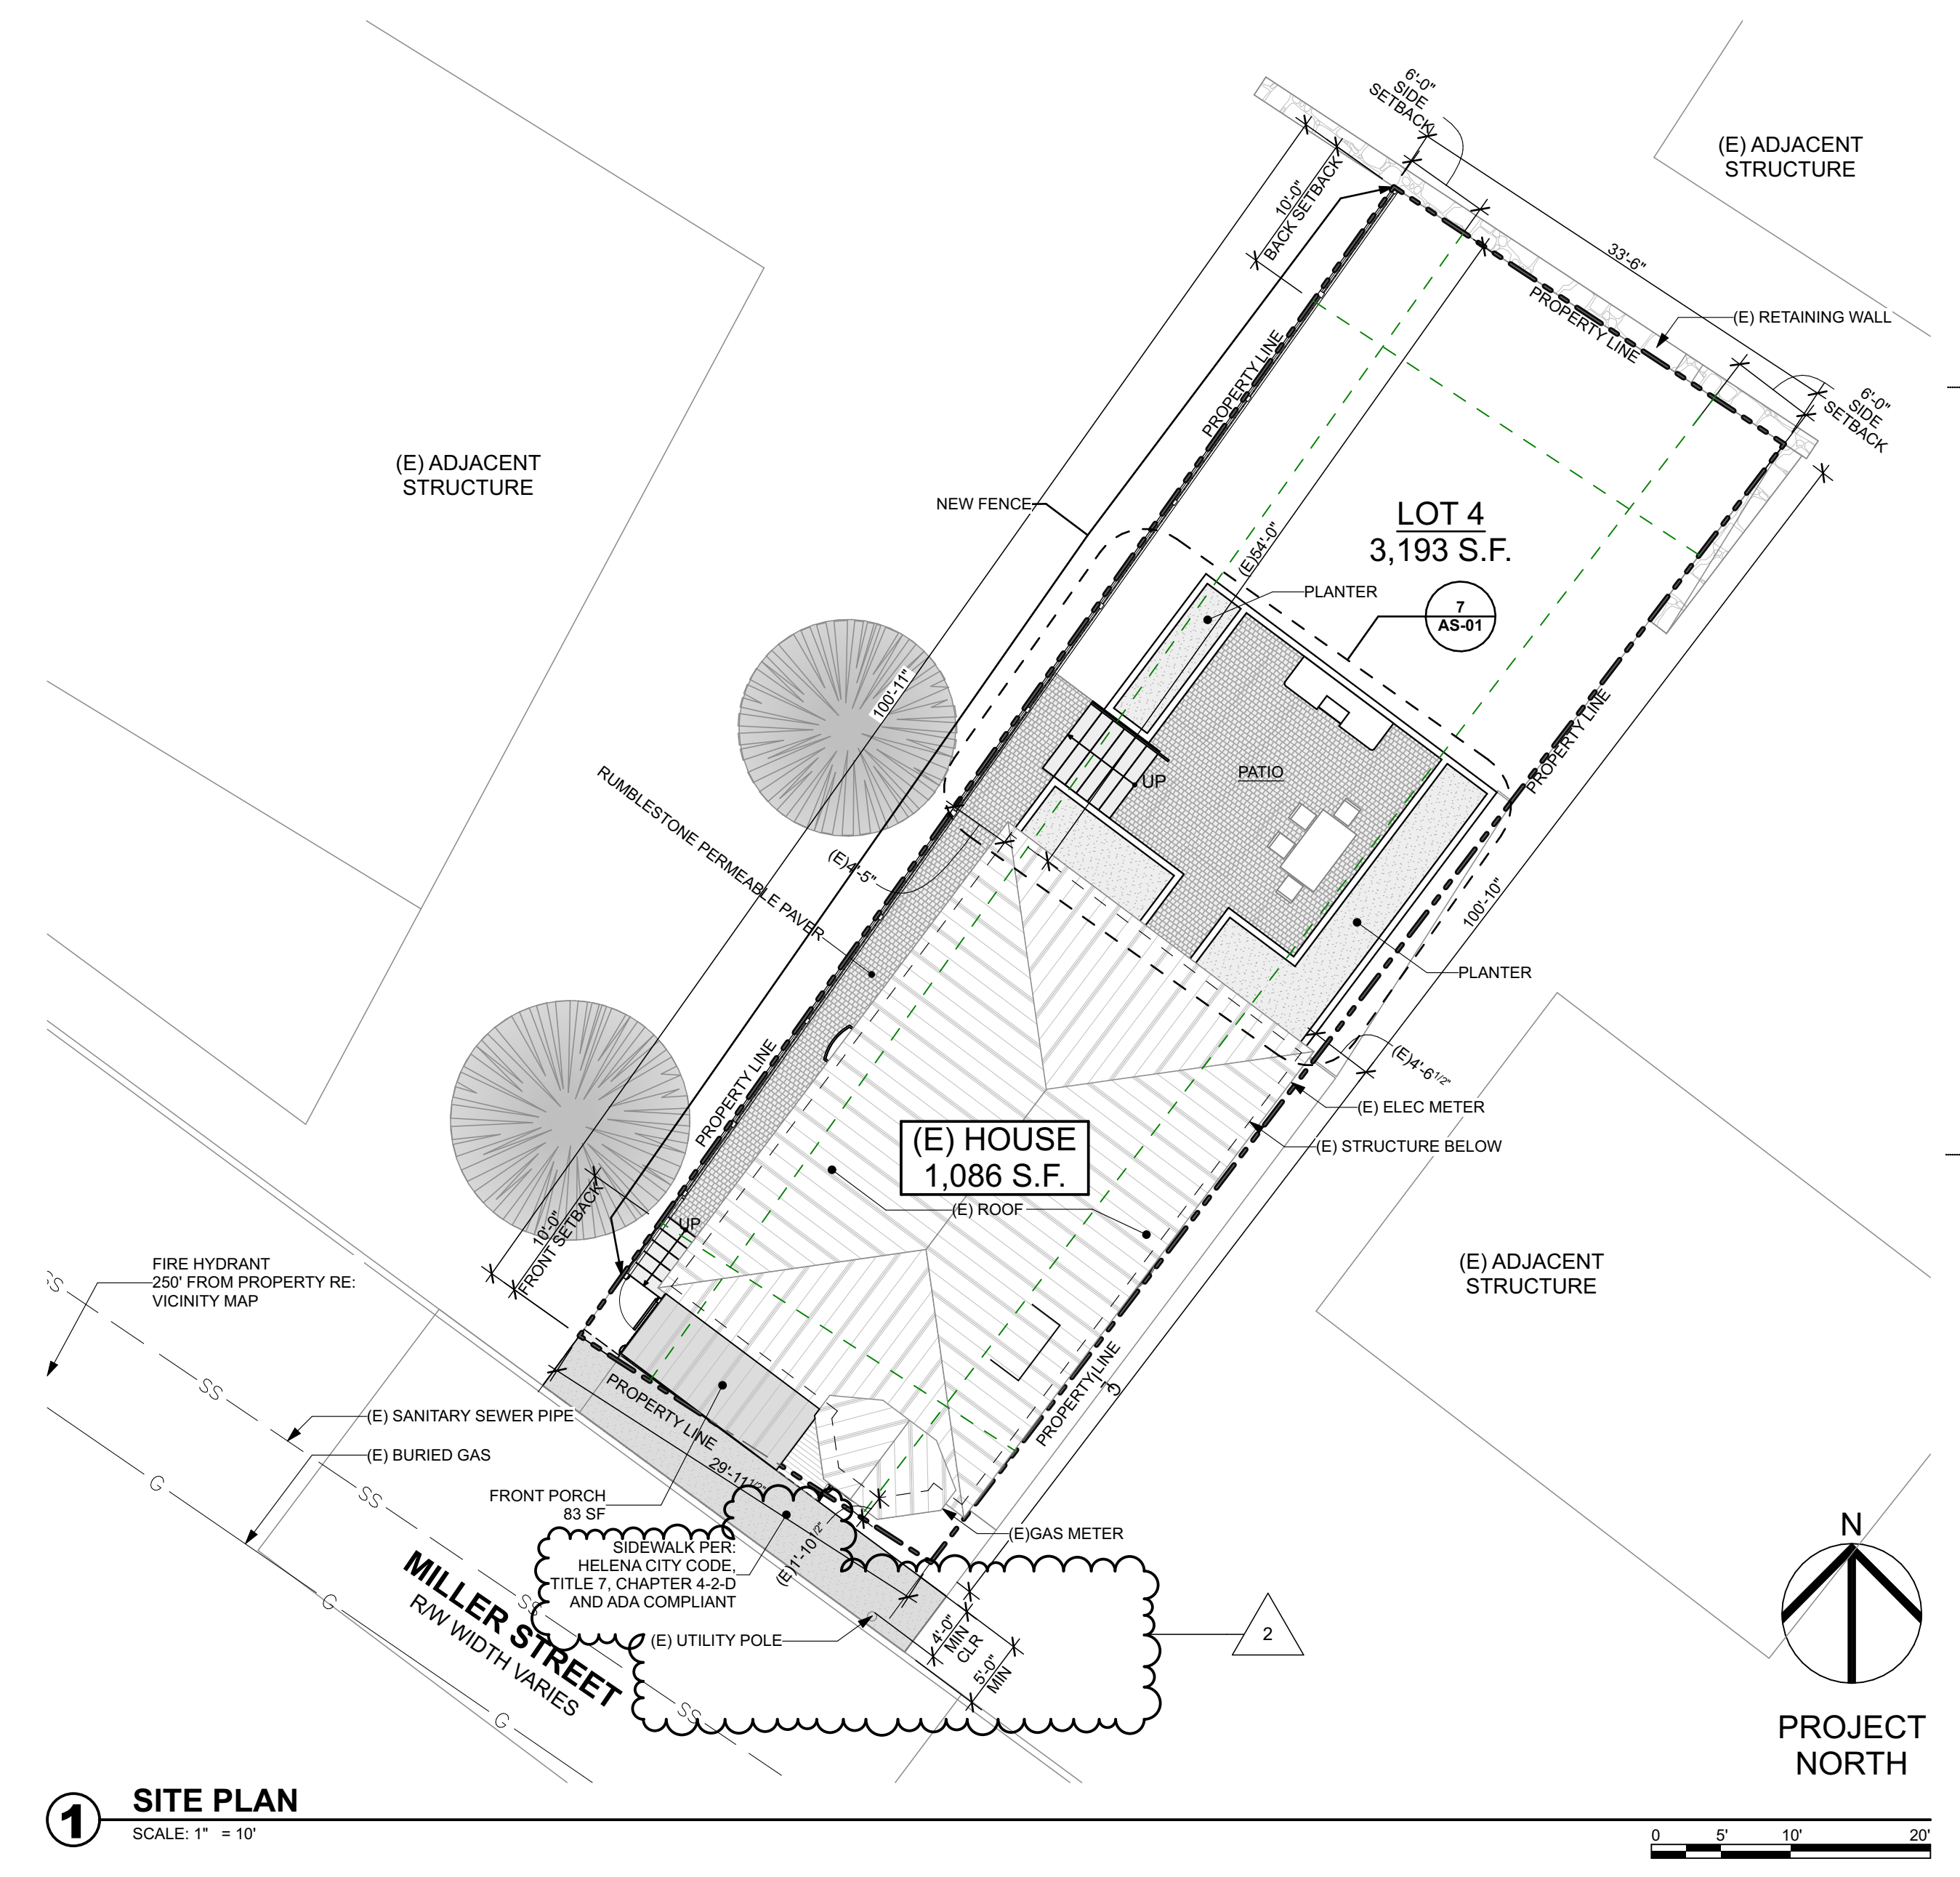 6'-0"
SIDE
SETBACK
(E) ADJACENT
STRUCTURE
10'-0"
BACK SETBACK
33'-6"
PROPERTY LINE
(E) RETAINING WALL
PROPERTY LINE
6'-0"
SIDE
SETBACK
(E) ADJACENT
STRUCTURE
NEW FENCE
(E)54'-0"
LOT 4
3,193 S.F.
PLANTER
7
AS-01
100'-11"
PROPERTY LINE
UP
PATIO
RUMBLESTONE PERMEABLE PAVER
(E)4'-5"
100'-10"
PLANTER
(E)4'-6 1/2"
PROPERTY LINE
(E) ELEC METER
(E) HOUSE
1,086 S.F.
(E) STRUCTURE BELOW
(E) ROOF
UP
10'-0"
FRONT SETBACK
(E) ADJACENT
STRUCTURE
FIRE HYDRANT
250' FROM PROPERTY RE:
VICINITY MAP
SS
SS
PROPERTY LINE
PROPERTY LINE
G
(E) SANITARY SEWER PIPE
(E) BURIED GAS
29'-11 1/2"
G
SS
FRONT PORCH
83 SF
(E)GAS METER
SIDEWALK PER:
HELENA CITY CODE,
TITLE 7, CHAPTER 4-2-D
AND ADA COMPLIANT
(E)1'-10 1/2"
N
MILLER STREET
R/W WIDTH VARIES
SS
G
(E) UTILITY POLE
4'-0"
MIN
CLR
5'-0"
MIN
2
SS
G
PROJECT
NORTH
1
SITE PLAN
SCALE: 1" = 10'
0 5' 10' 20'